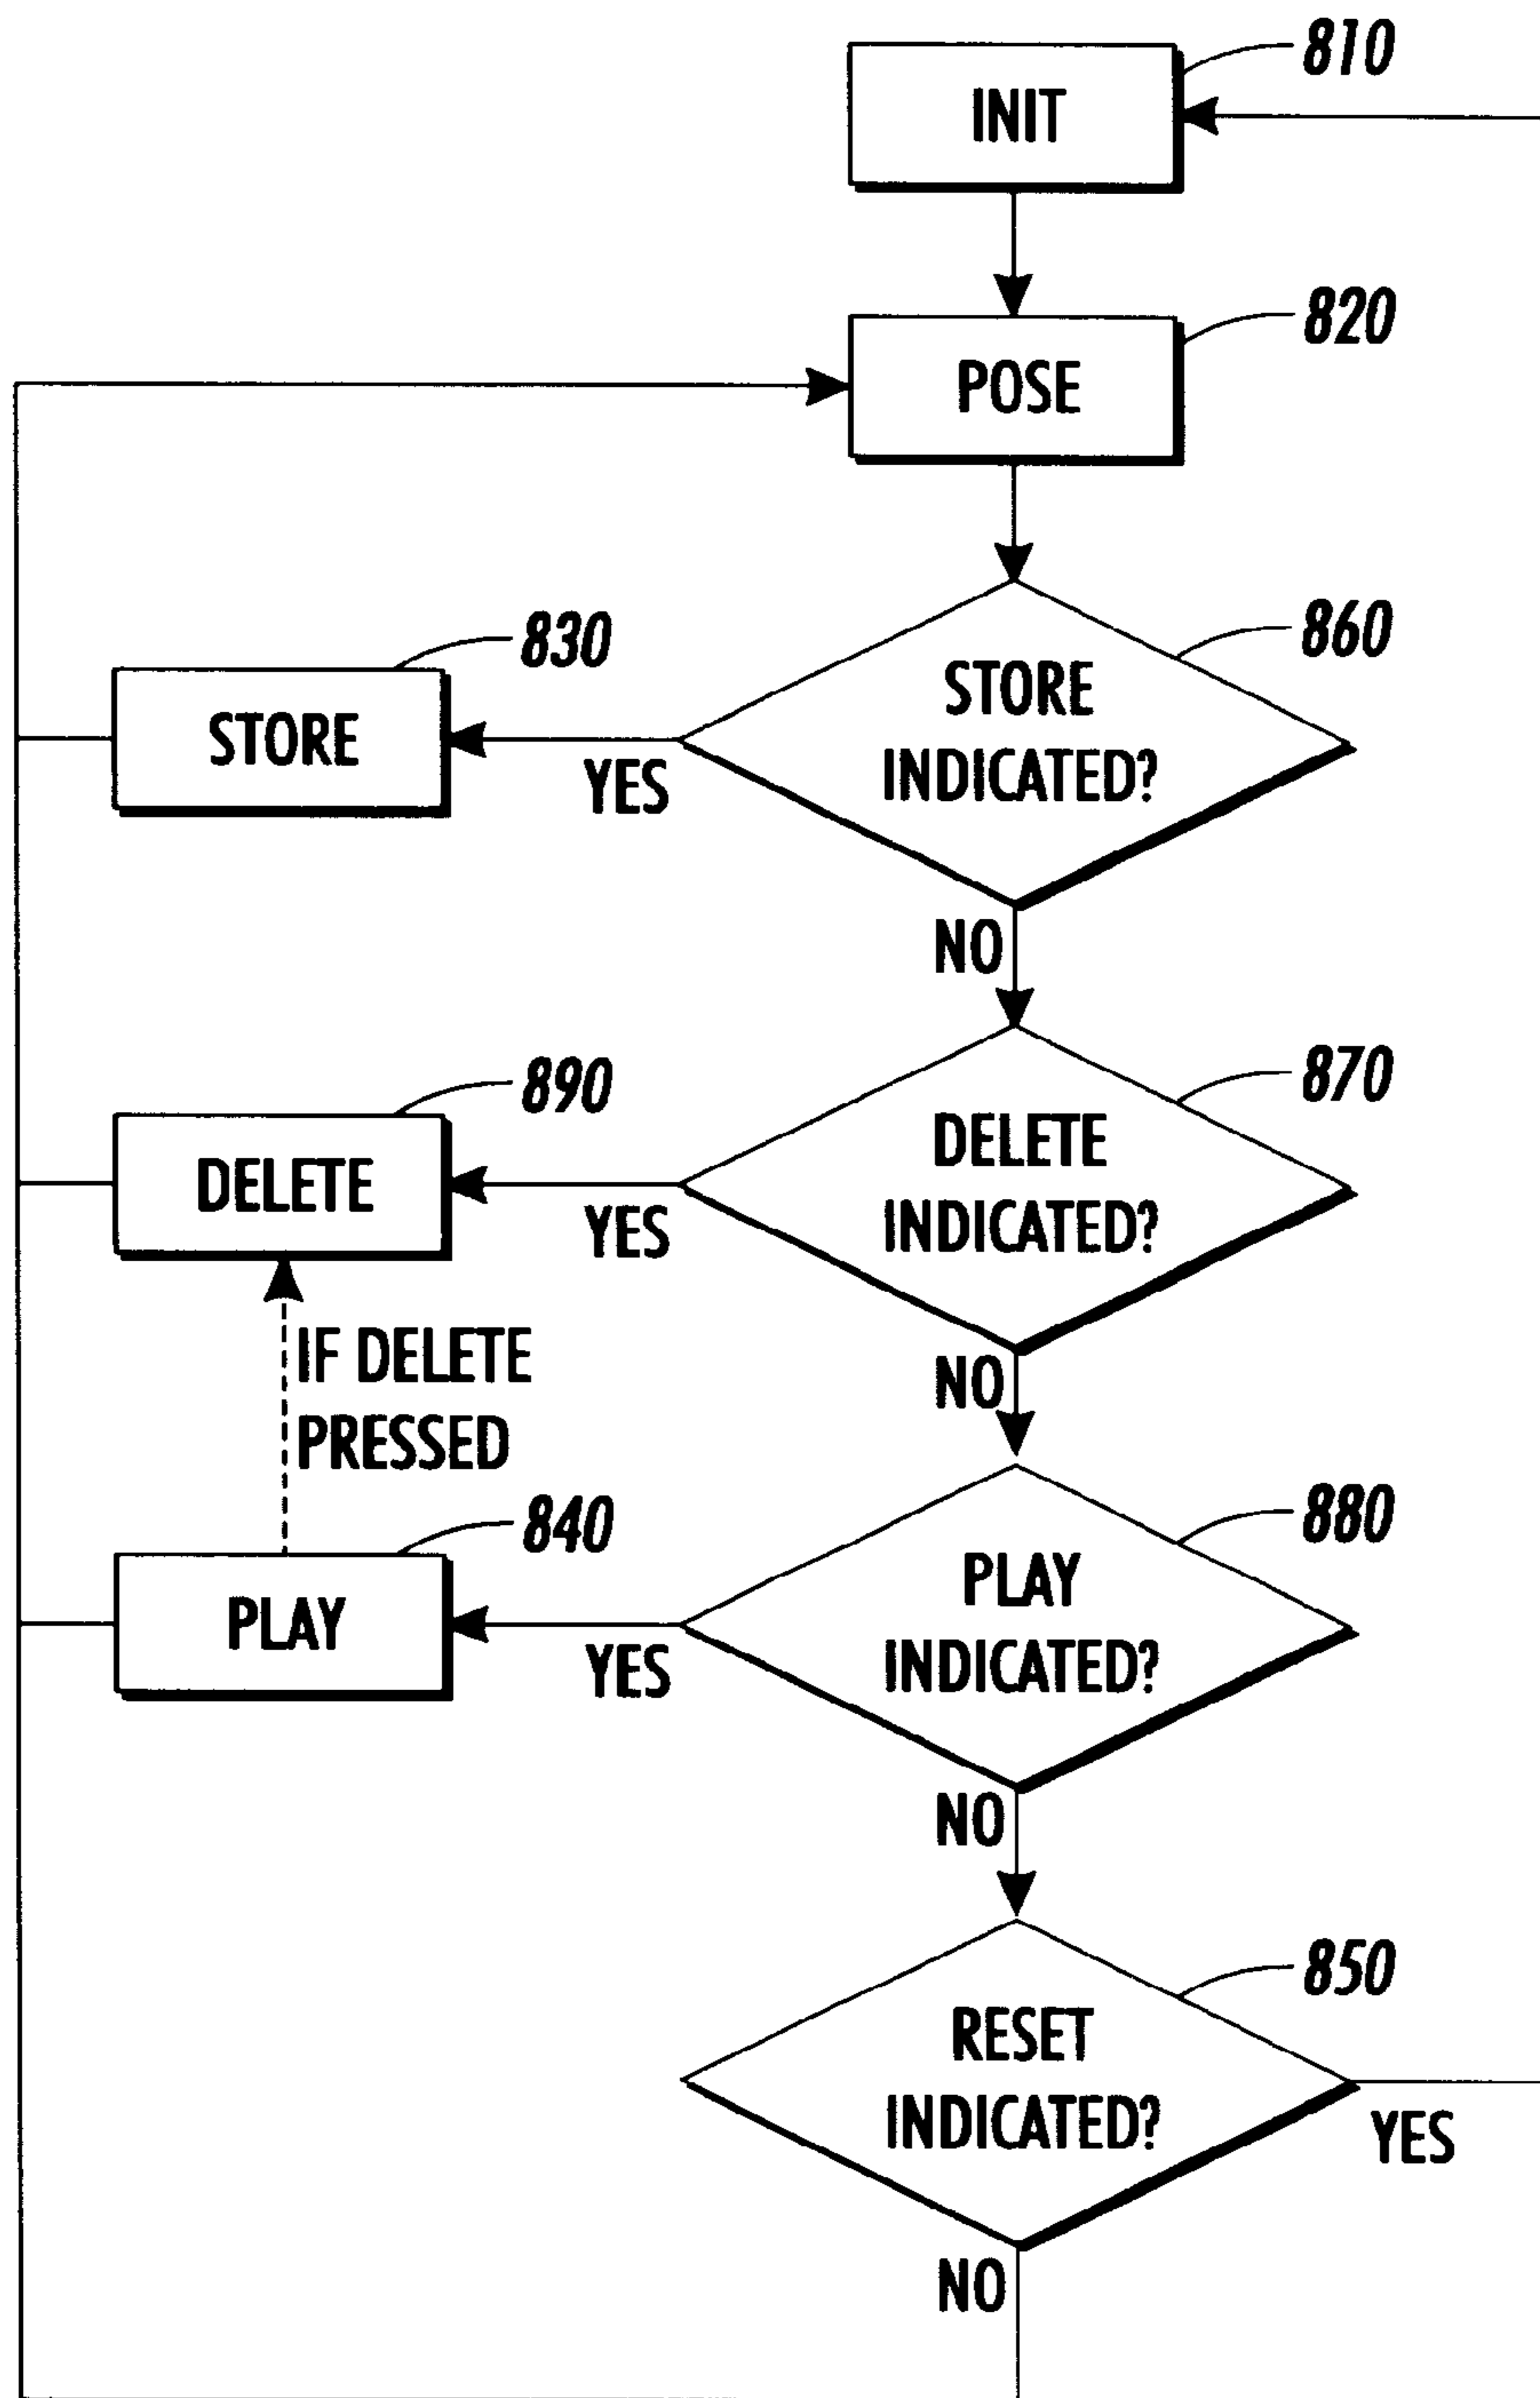 810
INIT
820
POSE
860
STORE
INDICATED?
YES
830
STORE
NO
870
DELETE
INDICATED?
YES
890
DELETE
NO
IF DELETE
PRESSED
880
PLAY
INDICATED?
YES
840
PLAY
NO
850
RESET
INDICATED?
YES
NO